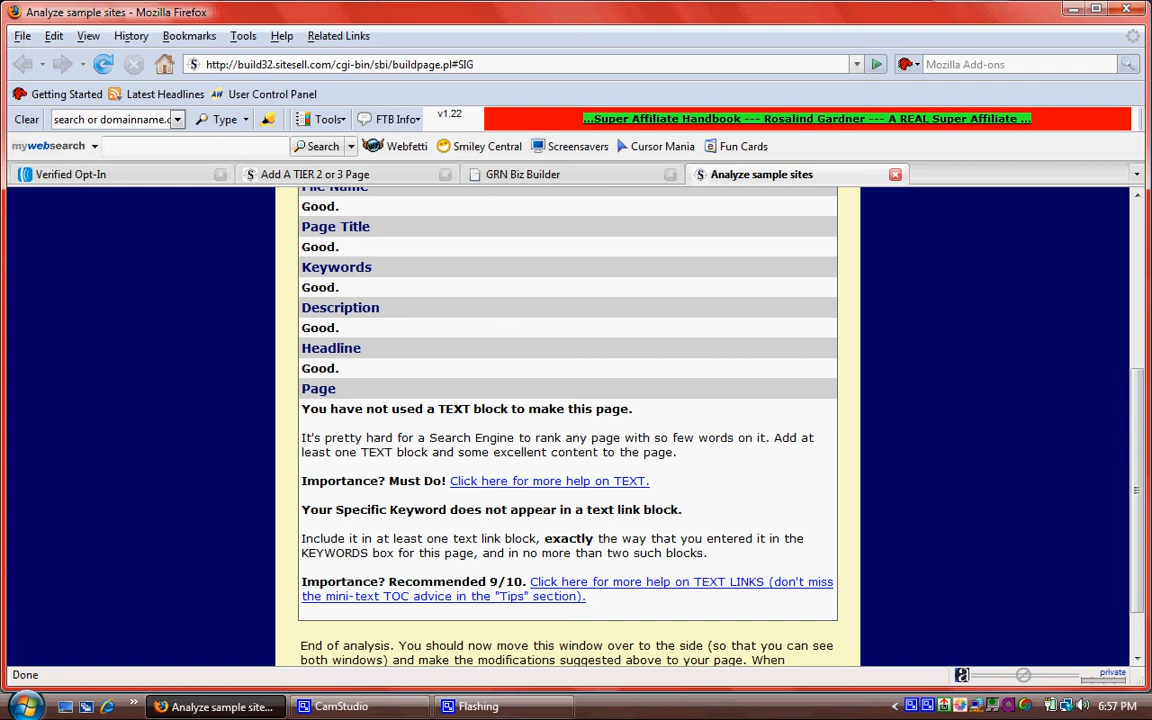 Analyze sample sites - Mozilla Firefox
File Edit View History Bookmarks Tools Help Related Links
http://build32.sitesell.com/cgi-bin/sbi/buildpage.pl#SIG
Mozilla Add-ons
Getting Started Latest Headlines User Control Panel
Clear search or domainname.c Type Tools FTB Info v1.22 ...Super Affiliate Handbook --- Rosalind Gardner --- A REAL Super Affiliate ...
mywebsearch Search Webfetti Smiley Central Screensavers Cursor Mania Fun Cards
Verified Opt-In Add A TIER 2 or 3 Page GRN Biz Builder Analyze sample sites
File Name
Good.
Page Title
Good.
Keywords
Good.
Description
Good.
Headline
Good.
Page
You have not used a TEXT block to make this page.
It's pretty hard for a Search Engine to rank any page with so few words on it. Add at
least one TEXT block and some excellent content to the page.
Importance? Must Do! Click here for more help on TEXT.
Your Specific Keyword does not appear in a text link block.
Include it in at least one text link block, exactly the way that you entered it in the
KEYWORDS box for this page, and in no more than two such blocks.
Importance? Recommended 9/10. Click here for more help on TEXT LINKS (don't miss
the mini-text TOC advice in the "Tips" section).
End of analysis. You should now move this window over to the side (so that you can see
both windows) and make the modifications suggested above to your page. When
Done
private
Analyze sample site... CamStudio Flashing 6:57 PM